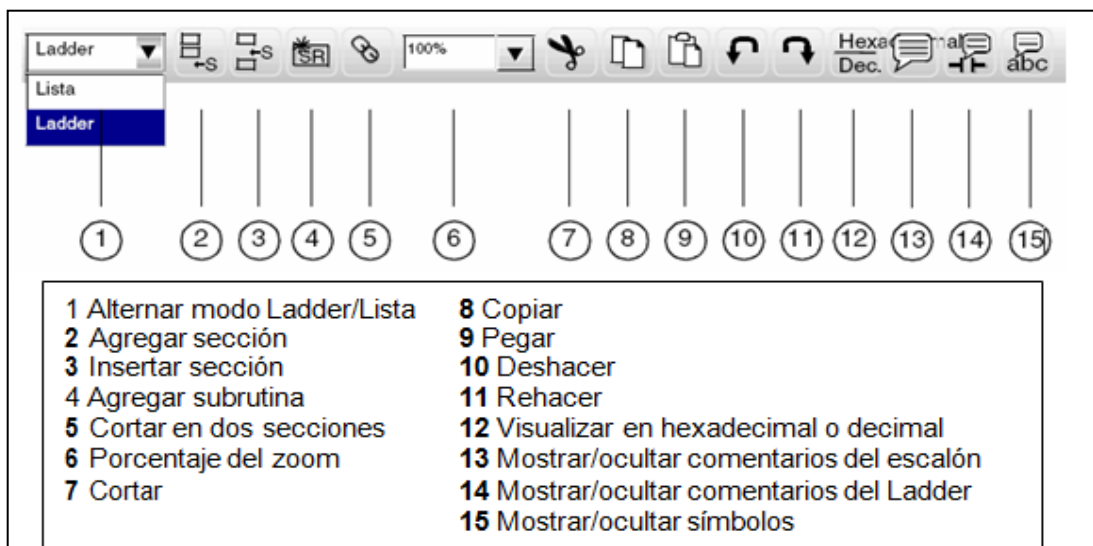 Ladder 100% Hexadecimal
Dec. abc
S S SR
Lista
Ladder
1 2 3 4 5 6 7 8 9 10 11 12 13 14 15
1 Alternar modo Ladder/Lista
2 Agregar sección
3 Insertar sección
4 Agregar subrutina
5 Cortar en dos secciones
6 Porcentaje del zoom
7 Cortar
8 Copiar
9 Pegar
10 Deshacer
11 Rehacer
12 Visualizar en hexadecimal o decimal
13 Mostrar/ocultar comentarios del escalón
14 Mostrar/ocultar comentarios del Ladder
15 Mostrar/ocultar símbolos